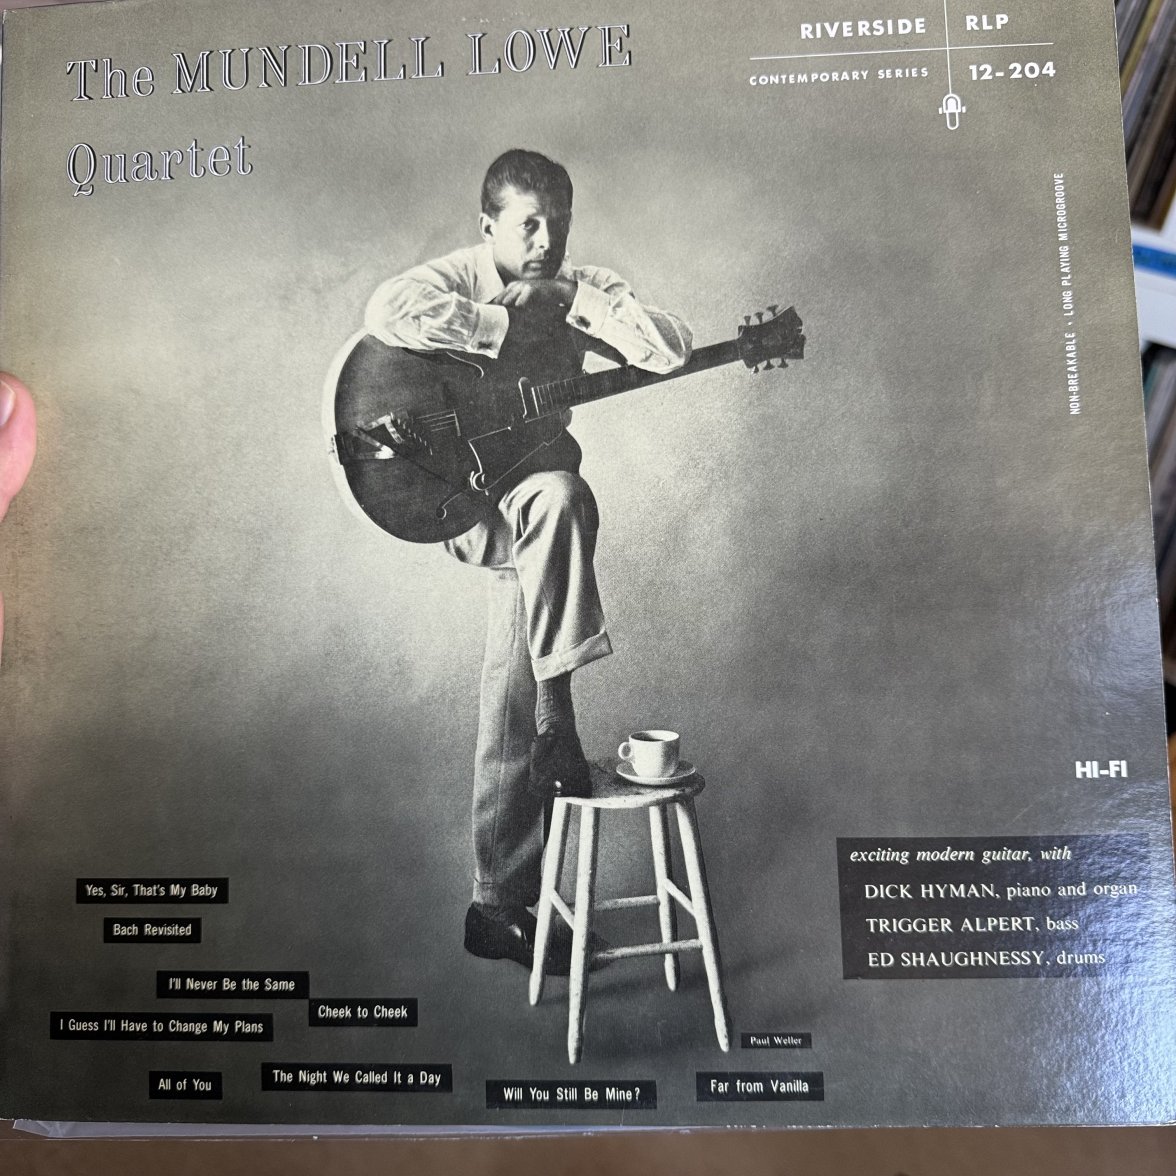 The MUNDELL LOWE
Quartet
RIVERSIDE RLP
CONTEMPORARY SERIES 12-204
NON-BREAKABLE · LONG PLAYING MICROGROOVE
HI-FI
exciting modern guitar, with
DICK HYMAN, piano and organ
TRIGGER ALPERT, bass
ED SHAUGHNESSY, drums
Yes, Sir, That's My Baby
Bach Revisited
I'll Never Be the Same
Cheek to Cheek
I Guess I'll Have to Change My Plans
Paul Weller
The Night We Called It a Day
All of You
Will You Still Be Mine?
Far from Vanilla